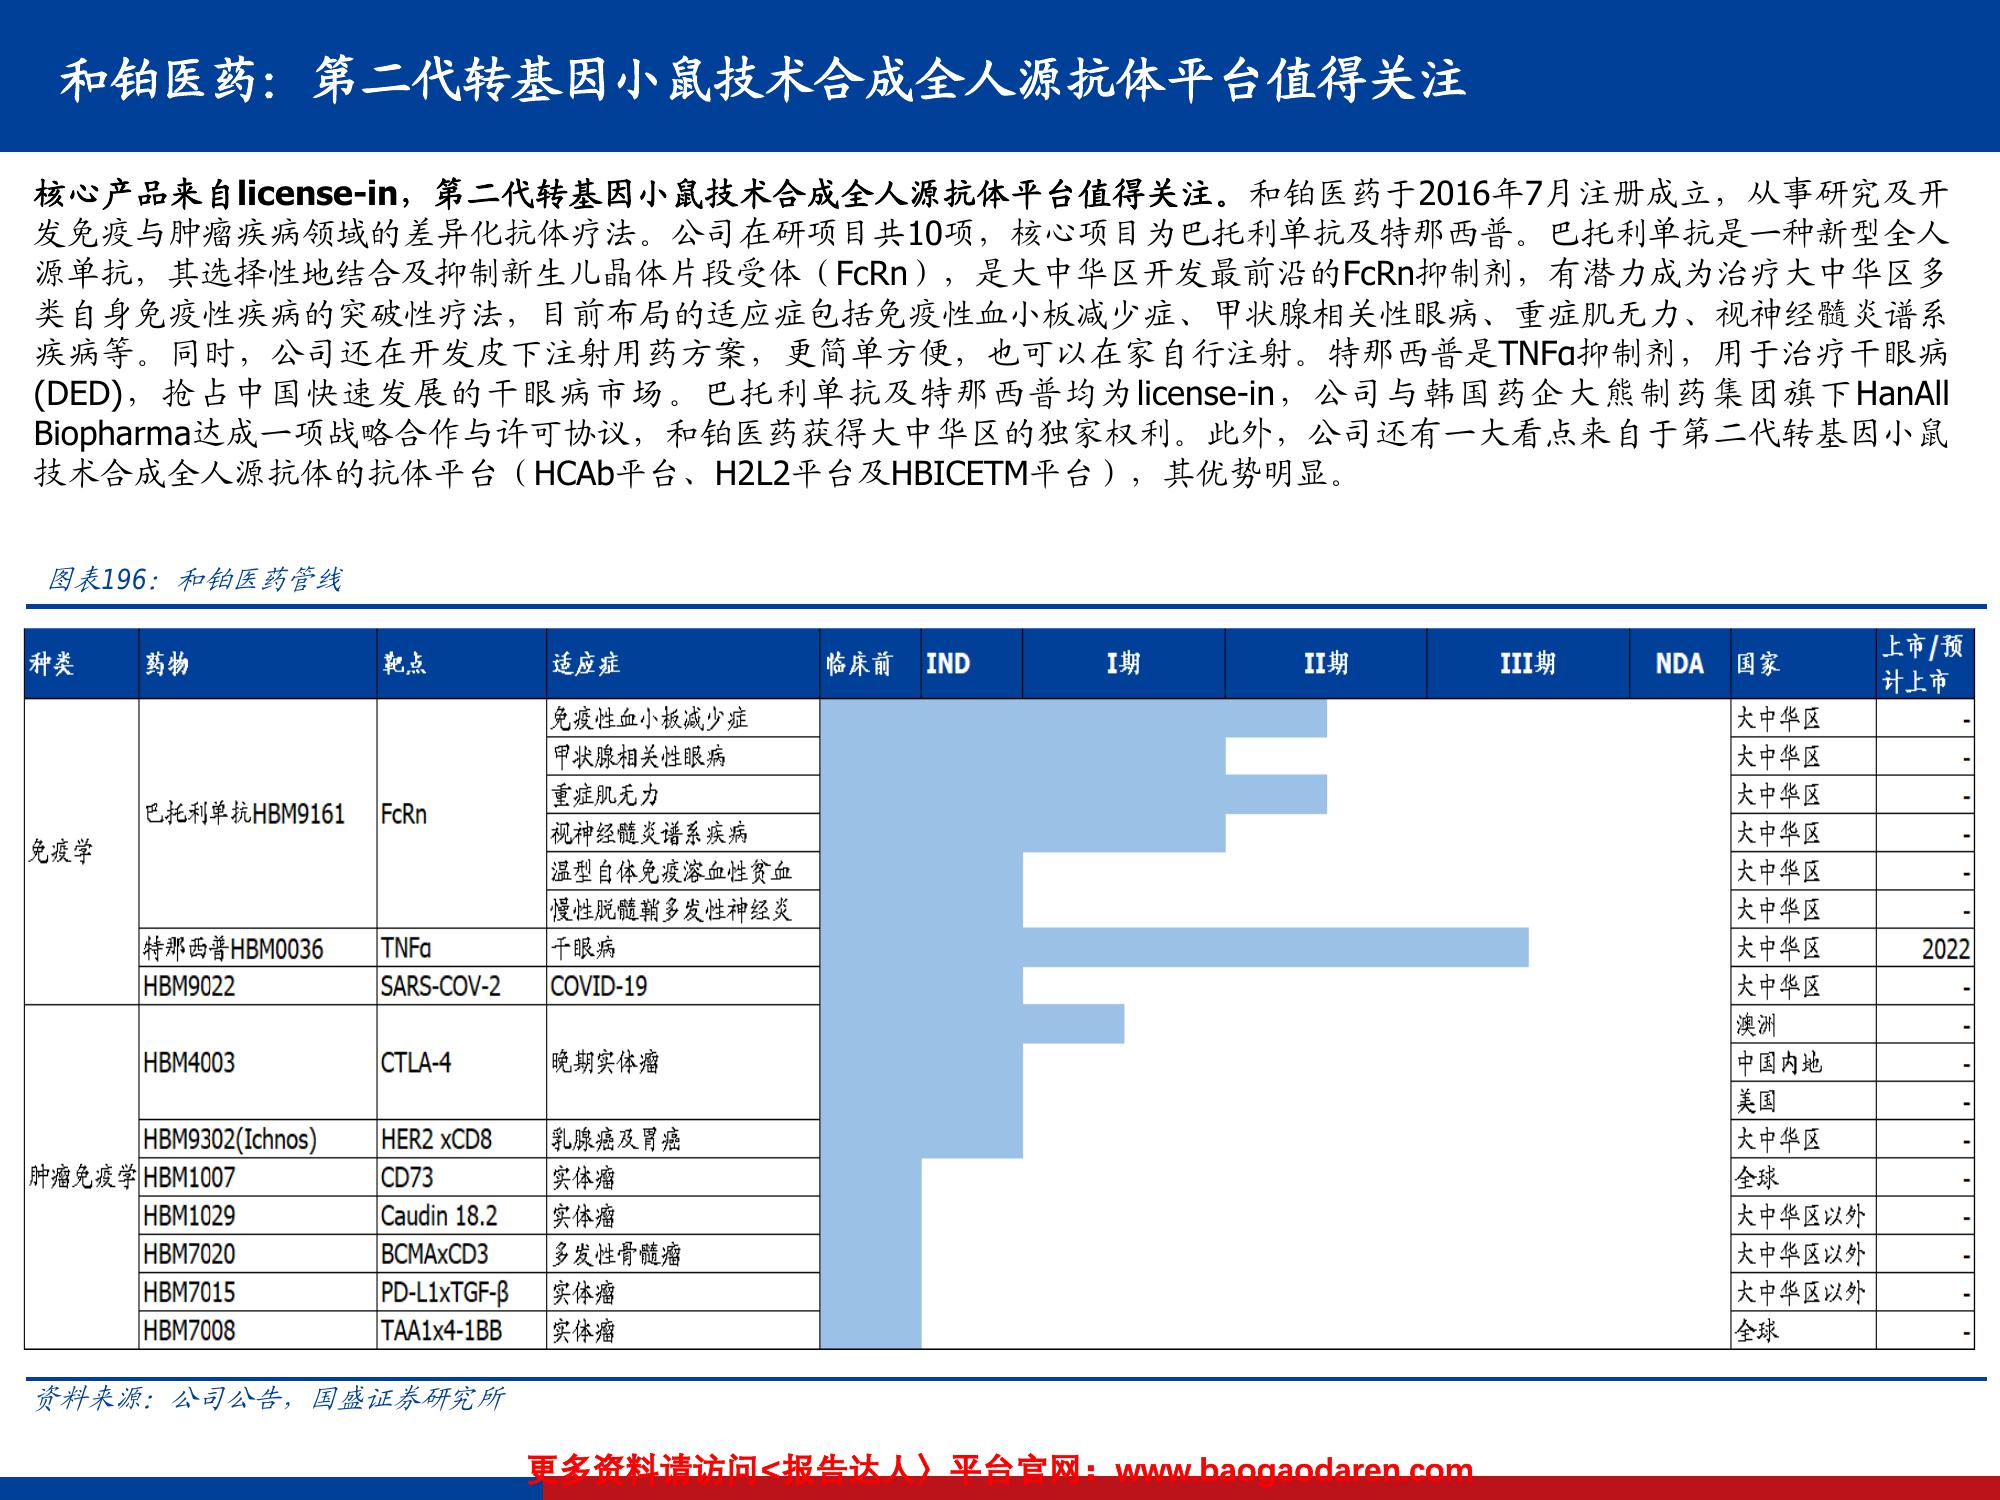 和铂医药：第二代转基因小鼠技术合成全人源抗体平台值得关注
核心产品来自license-in，第二代转基因小鼠技术合成全人源抗体平台值得关注。和铂医药于2016年7月注册成立，从事研究及开
发免疫与肿瘤疾病领域的差异化抗体疗法。公司在研项目共10项，核心项目为巴托利单抗及特那西普。巴托利单抗是一种新型全人
源单抗，其选择性地结合及抑制新生儿晶体片段受体（FcRn），是大中华区开发最前沿的FcRn抑制剂，有潜力成为治疗大中华区多
类自身免疫性疾病的突破性疗法，目前布局的适应症包括免疫性血小板减少症、甲状腺相关性眼病、重症肌无力、视神经髓炎谱系
疾病等。同时，公司还在开发皮下注射用药方案，更简单方便，也可以在家自行注射。特那西普是TNFα抑制剂，用于治疗干眼病
(DED)，抢占中国快速发展的干眼病市场。巴托利单抗及特那西普均为license-in，公司与韩国药企大熊制药集团旗下HanAll
Biopharma达成一项战略合作与许可协议，和铂医药获得大中华区的独家权利。此外，公司还有一大看点来自于第二代转基因小鼠
技术合成全人源抗体的抗体平台（HCAb平台、H2L2平台及HBICETM平台），其优势明显。
图表196：和铂医药管线
种类 药物 靶点 适应症 临床前 IND I期 II期 III期 NDA 国家 上市/预计上市
免疫学 巴托利单抗HBM9161 FcRn 免疫性血小板减少症 大中华区 -
甲状腺相关性眼病 大中华区 -
重症肌无力 大中华区 -
视神经髓炎谱系疾病 大中华区 -
温型自体免疫溶血性贫血 大中华区 -
慢性脱髓鞘多发性神经炎 大中华区 -
特那西普HBM0036 TNFα 干眼病 大中华区 2022
HBM9022 SARS-COV-2 COVID-19 大中华区 -
肿瘤免疫学 HBM4003 CTLA-4 晚期实体瘤 澳洲 -
中国内地 -
美国 -
HBM9302(Ichnos) HER2 xCD8 乳腺癌及胃癌 大中华区 -
HBM1007 CD73 实体瘤 全球 -
HBM1029 Caudin 18.2 实体瘤 大中华区以外 -
HBM7020 BCMAxCD3 多发性骨髓瘤 大中华区以外 -
HBM7015 PD-L1xTGF-β 实体瘤 大中华区以外 -
HBM7008 TAA1x4-1BB 实体瘤 全球 -
资料来源：公司公告，国盛证券研究所
更多资料请访问<报告达人〉平台官网：www.baogaodaren.com